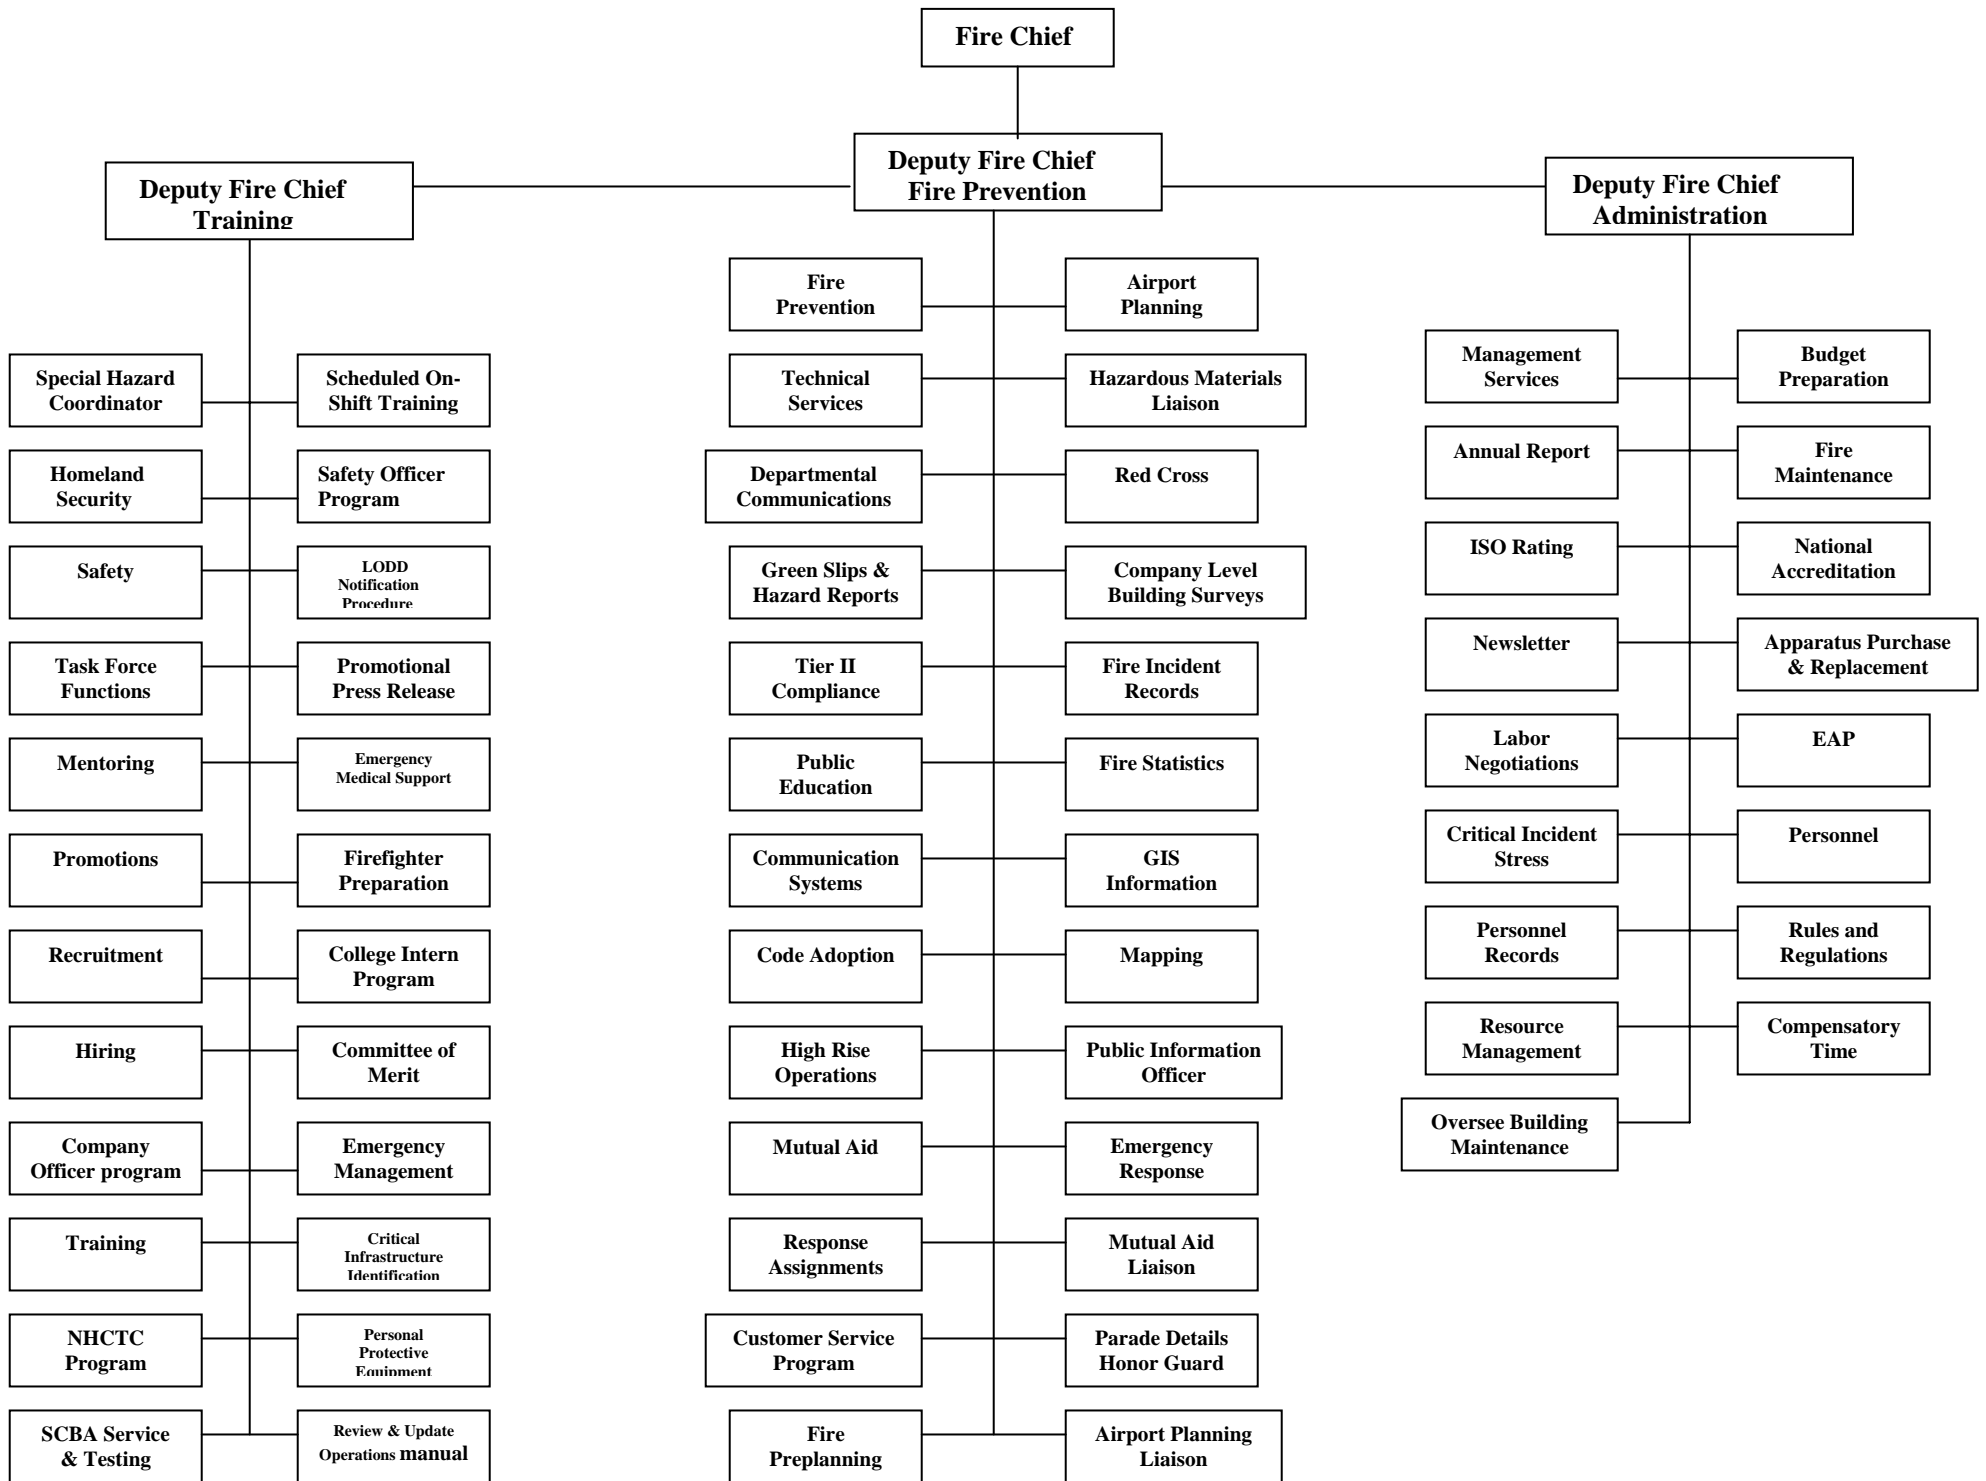 Fire Chief
Deputy Fire Chief
Training
Deputy Fire Chief
Fire Prevention
Deputy Fire Chief
Administration
Special Hazard
Coordinator
Scheduled On-
Shift Training
Homeland
Security
Safety Officer
Program
Safety
LODD
Notification
Procedure
Task Force
Functions
Promotional
Press Release
Mentoring
Emergency
Medical Support
Promotions
Firefighter
Preparation
Recruitment
College Intern
Program
Hiring
Committee of
Merit
Company
Officer program
Emergency
Management
Training
Critical
Infrastructure
Identification
NHCTC
Program
Personal
Protective
Equipment
SCBA Service
& Testing
Review & Update
Operations manual
Fire
Prevention
Airport
Planning
Technical
Services
Hazardous Materials
Liaison
Departmental
Communications
Red Cross
Green Slips &
Hazard Reports
Company Level
Building Surveys
Tier II
Compliance
Fire Incident
Records
Public
Education
Fire Statistics
Communication
Systems
GIS
Information
Code Adoption
Mapping
High Rise
Operations
Public Information
Officer
Mutual Aid
Emergency
Response
Response
Assignments
Mutual Aid
Liaison
Customer Service
Program
Parade Details
Honor Guard
Fire
Preplanning
Airport Planning
Liaison
Management
Services
Budget
Preparation
Annual Report
Fire
Maintenance
ISO Rating
National
Accreditation
Newsletter
Apparatus Purchase
& Replacement
Labor
Negotiations
EAP
Critical Incident
Stress
Personnel
Personnel
Records
Rules and
Regulations
Resource
Management
Compensatory
Time
Oversee Building
Maintenance